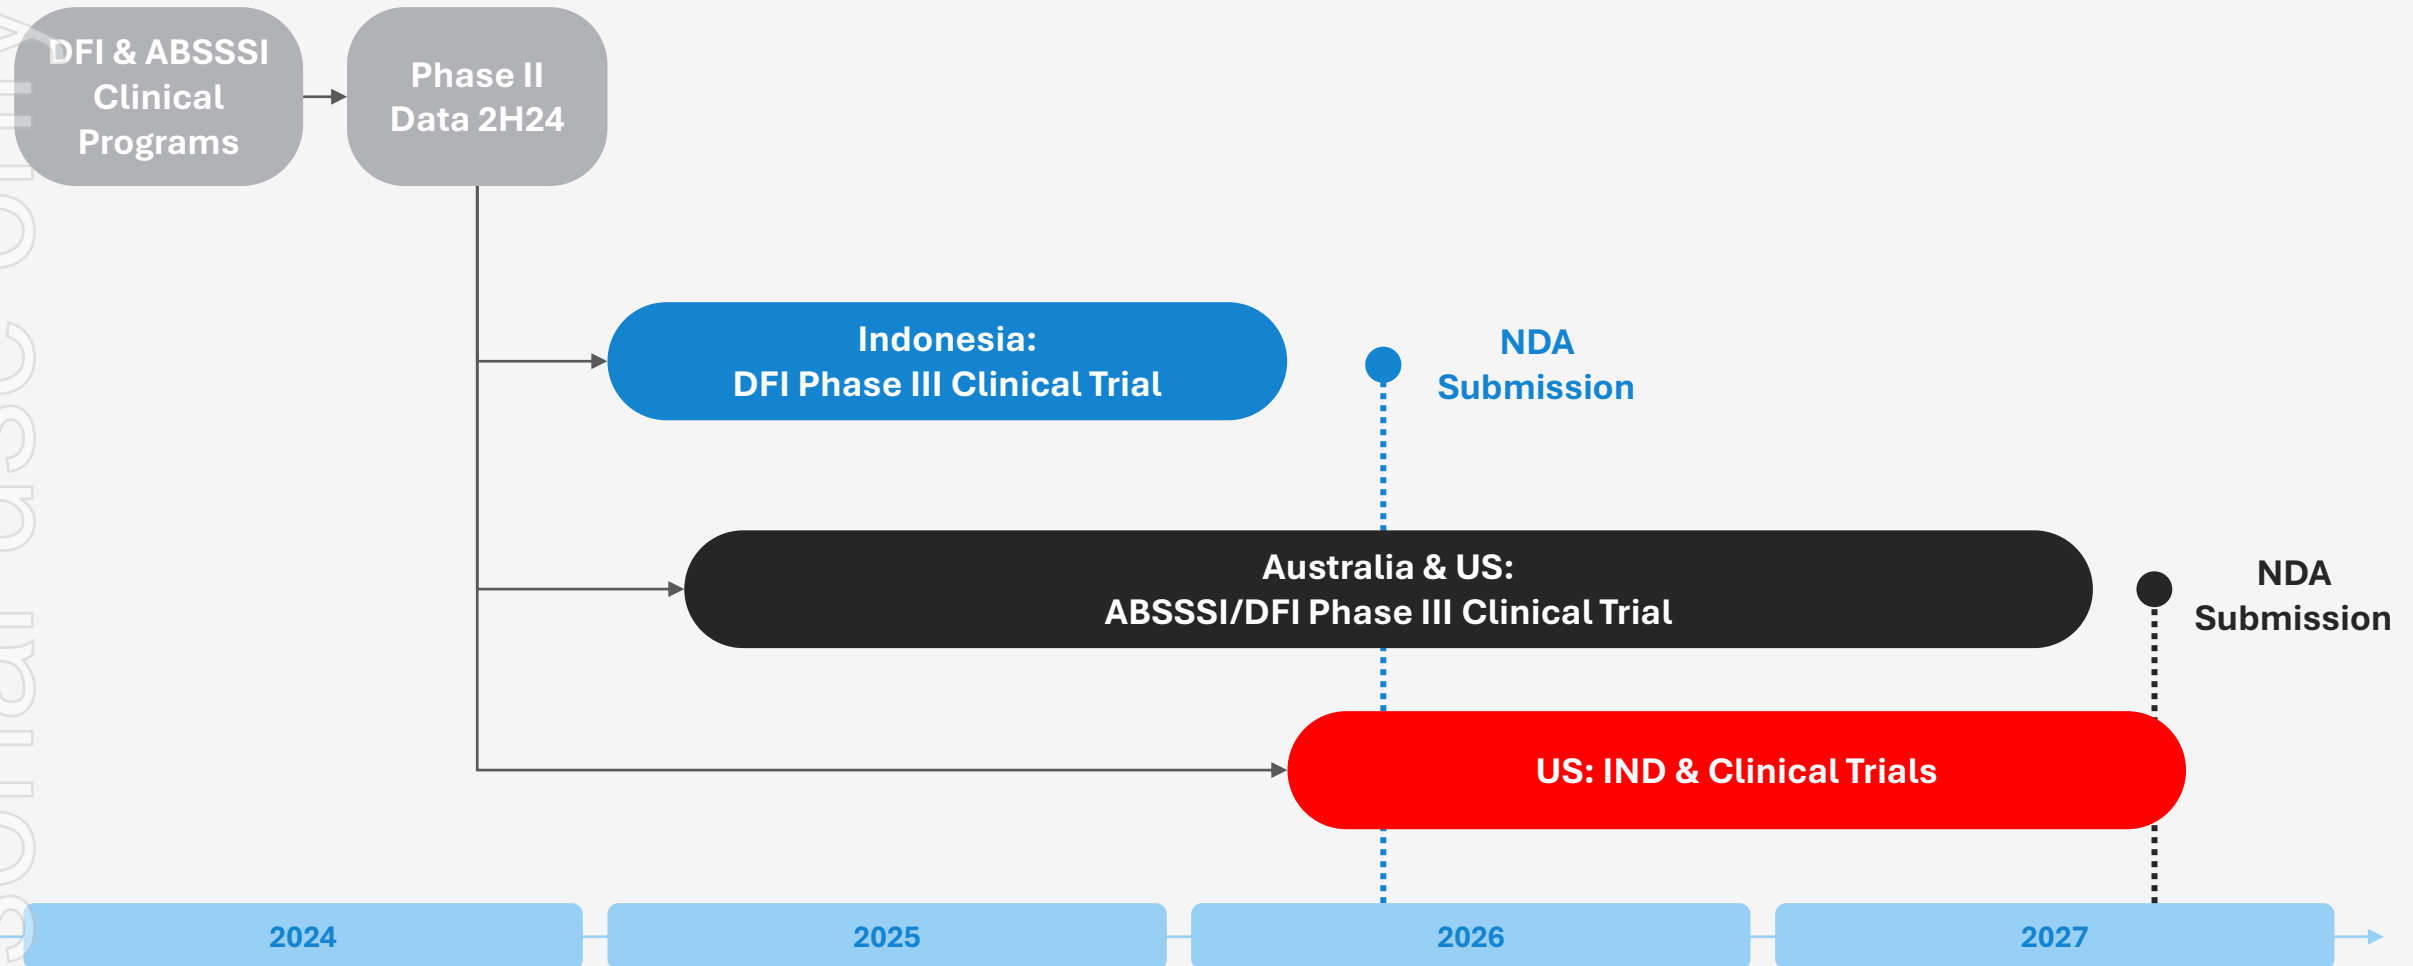 DFI & ABSSSI
Clinical
Programs
Phase II
Data 2H24
Indonesia:
DFI Phase III Clinical Trial
NDA
Submission
Australia & US:
ABSSSI/DFI Phase III Clinical Trial
NDA
Submission
US: IND & Clinical Trials
2024
2025
2026
2027